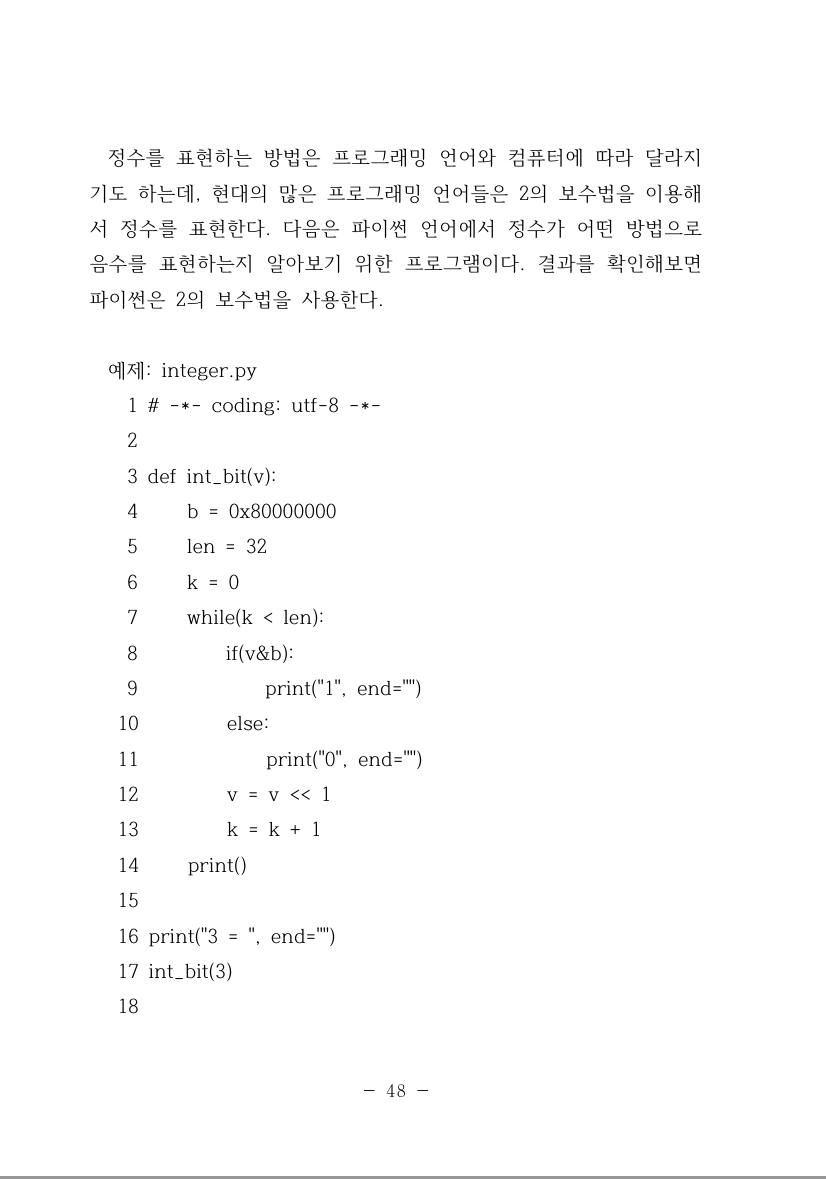 정수를 표현하는 방법은 프로그래밍 언어와 컴퓨터에 따라 달라지
기도 하는데, 현대의 많은 프로그래밍 언어들은 2의 보수법을 이용해
서 정수를 표현한다. 다음은 파이썬 언어에서 정수가 어떤 방법으로
음수를 표현하는지 알아보기 위한 프로그램이다. 결과를 확인해보면
파이썬은 2의 보수법을 사용한다.
예제: integer.py
1 # -*- coding: utf-8 -*-
2
3 def int_bit(v):
4     b = 0x80000000
5     len = 32
6     k = 0
7     while(k < len):
8         if(v&b):
9             print("1", end="")
10         else:
11             print("0", end="")
12         v = v << 1
13         k = k + 1
14     print()
15
16 print("3 = ", end="")
17 int_bit(3)
18
- 48 -